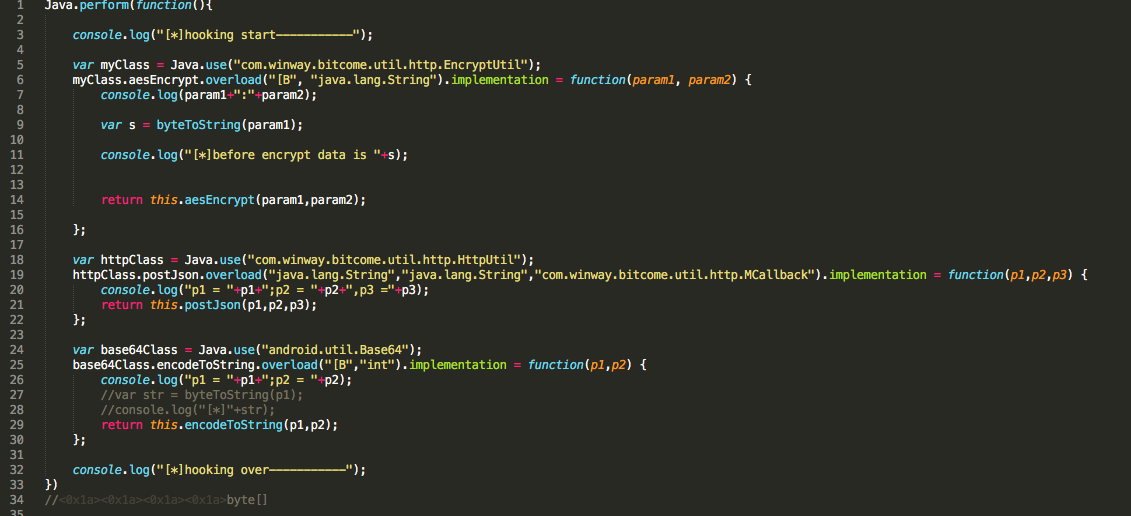 1 Java.perform(function(){
2
3 console.log("[*]hooking start———————————");
4
5 var myClass = Java.use("com.winway.bitcome.util.http.EncryptUtil");
6 myClass.aesEncrypt.overload("[B", "java.lang.String").implementation = function(param1, param2) {
7 console.log(param1+":"+param2);
8
9 var s = byteToString(param1);
10
11 console.log("[*]before encrypt data is "+s);
12
13
14 return this.aesEncrypt(param1,param2);
15
16 };
17
18 var httpClass = Java.use("com.winway.bitcome.util.http.HttpUtil");
19 httpClass.postJson.overload("java.lang.String","java.lang.String","com.winway.bitcome.util.http.MCallback").implementation = function(p1,p2,p3) {
20 console.log("p1 = "+p1+";p2 = "+p2+",p3 ="+p3);
21 return this.postJson(p1,p2,p3);
22 };
23
24 var base64Class = Java.use("android.util.Base64");
25 base64Class.encodeToString.overload("[B","int").implementation = function(p1,p2) {
26 console.log("p1 = "+p1+";p2 = "+p2);
27 //var str = byteToString(p1);
28 //console.log("[*]"+str);
29 return this.encodeToString(p1,p2);
30 };
31
32 console.log("[*]hooking over———————————");
33 })
34 //<0x1a><0x1a><0x1a><0x1a>byte[]
35